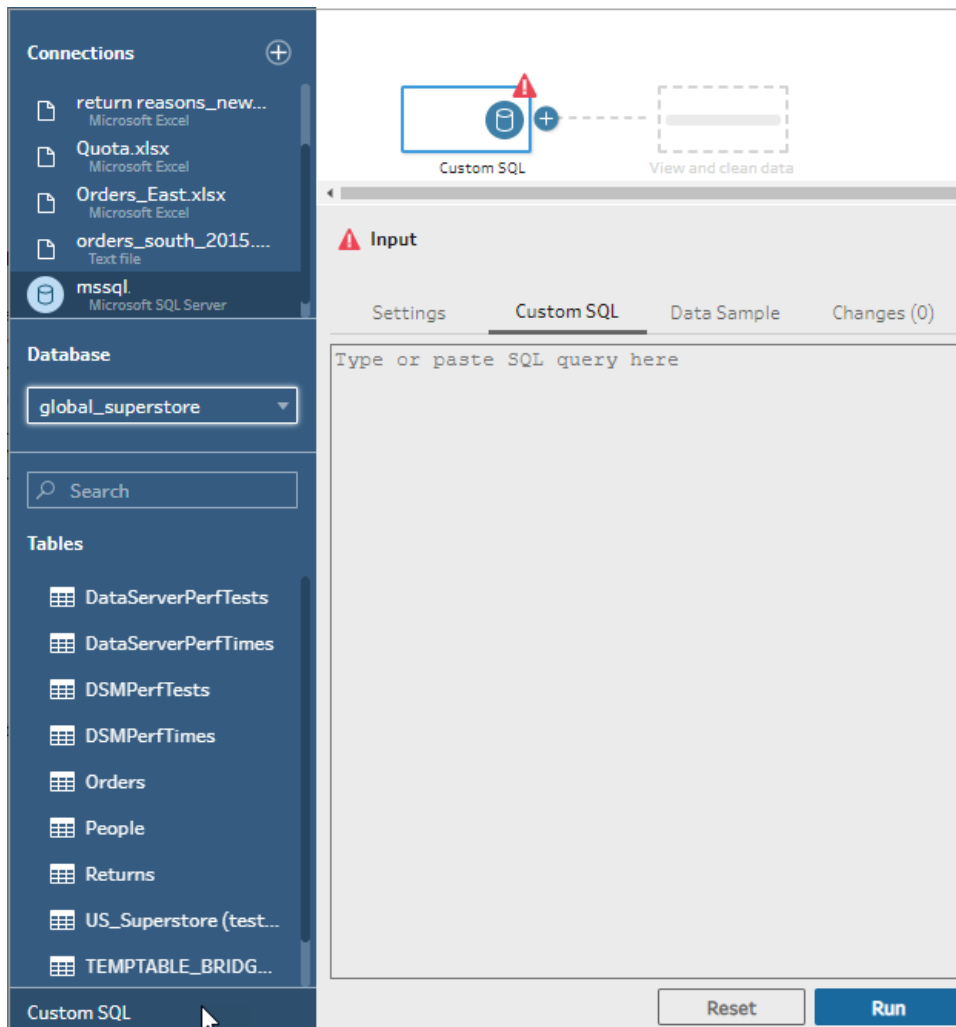 Connections
return reasons_new...
Microsoft Excel
Quota.xlsx
Microsoft Excel
Orders_East.xlsx
Microsoft Excel
orders_south_2015....
Text file
mssql.
Microsoft SQL Server
Database
global_superstore
Search
Tables
DataServerPerfTests
DataServerPerfTimes
DSMPerfTests
DSMPerfTimes
Orders
People
Returns
US_Superstore (test...
TEMPTABLE_BRIDG...
Custom SQL
Custom SQL
View and clean data
Input
Settings
Custom SQL
Data Sample
Changes (0)
Type or paste SQL query here
Reset
Run